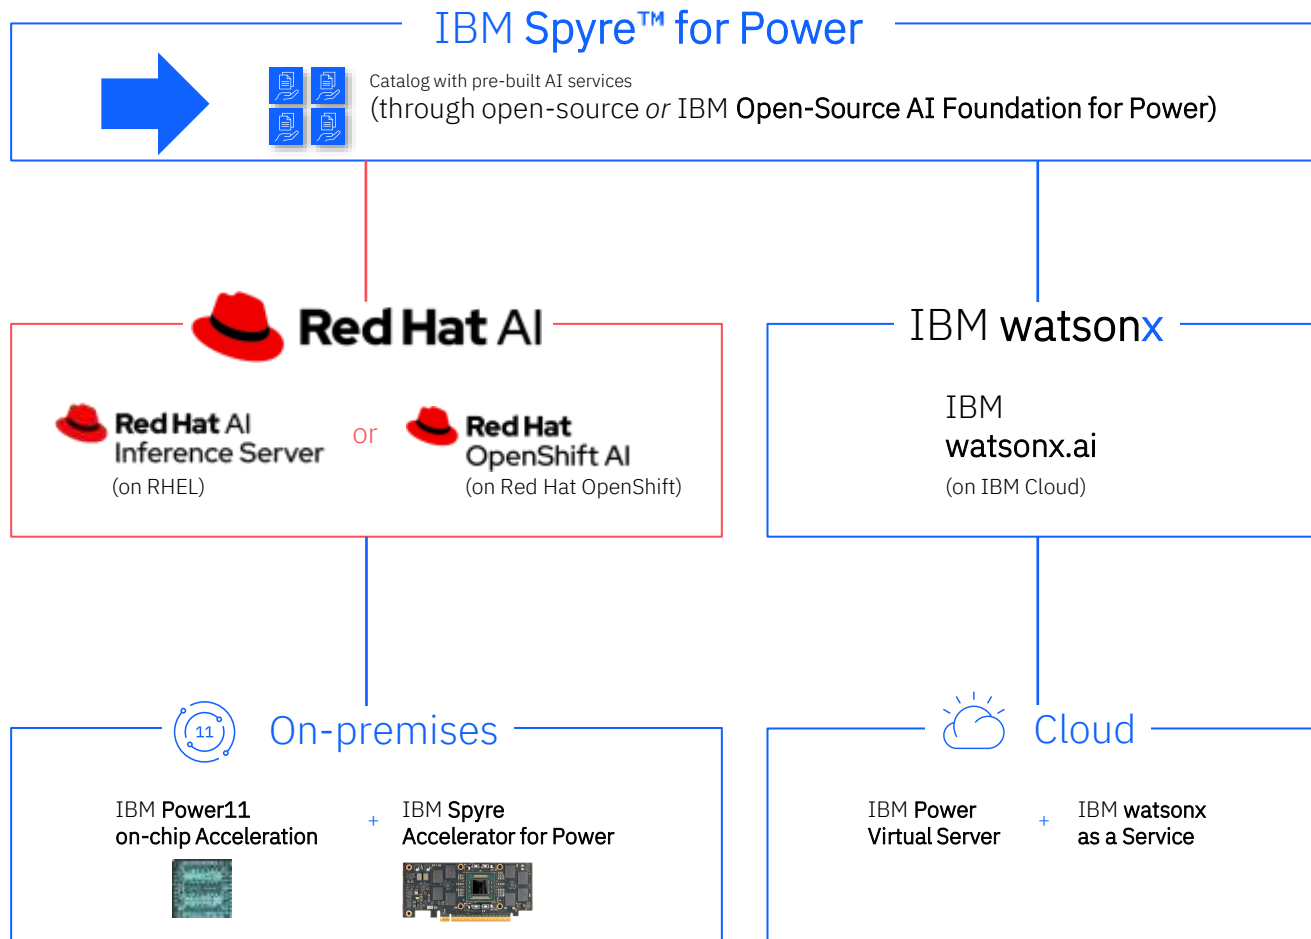 IBM Spyre™ for Power
Catalog with pre-built AI services
(through open-source or IBM Open-Source AI Foundation for Power)
Red Hat AI
Red Hat AI
Inference Server
(on RHEL)
or
Red Hat
OpenShift AI
(on Red Hat OpenShift)
IBM watsonx
IBM
watsonx.ai
(on IBM Cloud)
11
On-premises
IBM Power11
on-chip Acceleration
+
IBM Spyre
Accelerator for Power
Cloud
IBM Power
Virtual Server
+
IBM watsonx
as a Service